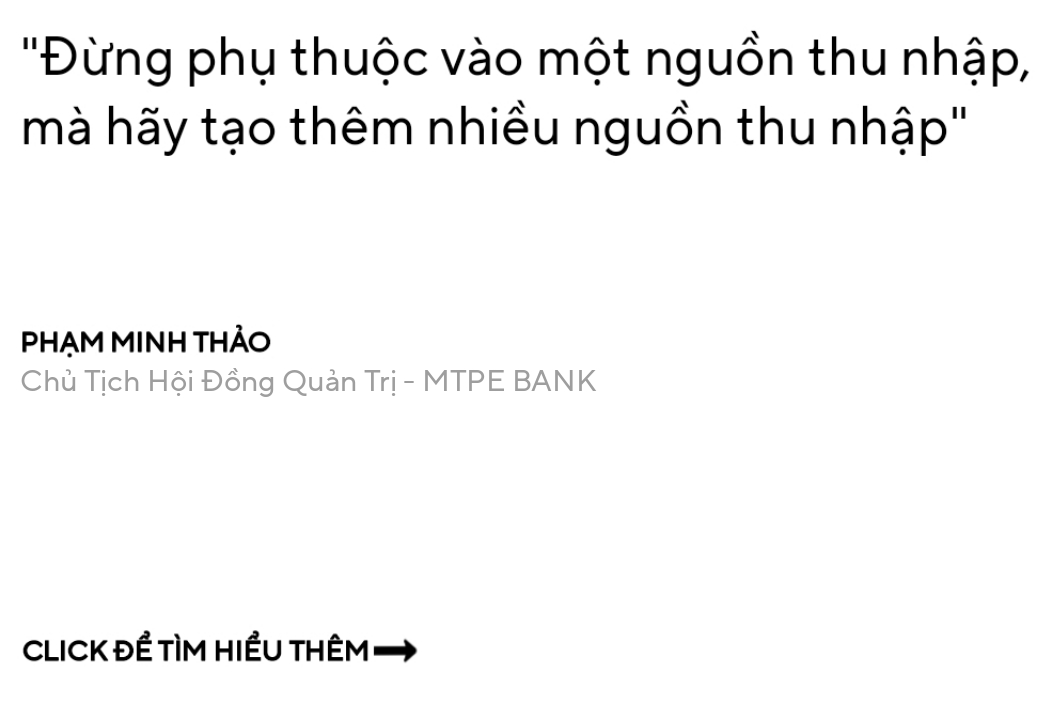 "Đừng phụ thuộc vào một nguồn thu nhập,
mà hãy tạo thêm nhiều nguồn thu nhập"
PHẠM MINH THẢO
Chủ Tịch Hội Đồng Quản Trị - MTPE BANK
CLICK ĐỂ TÌM HIỂU THÊM